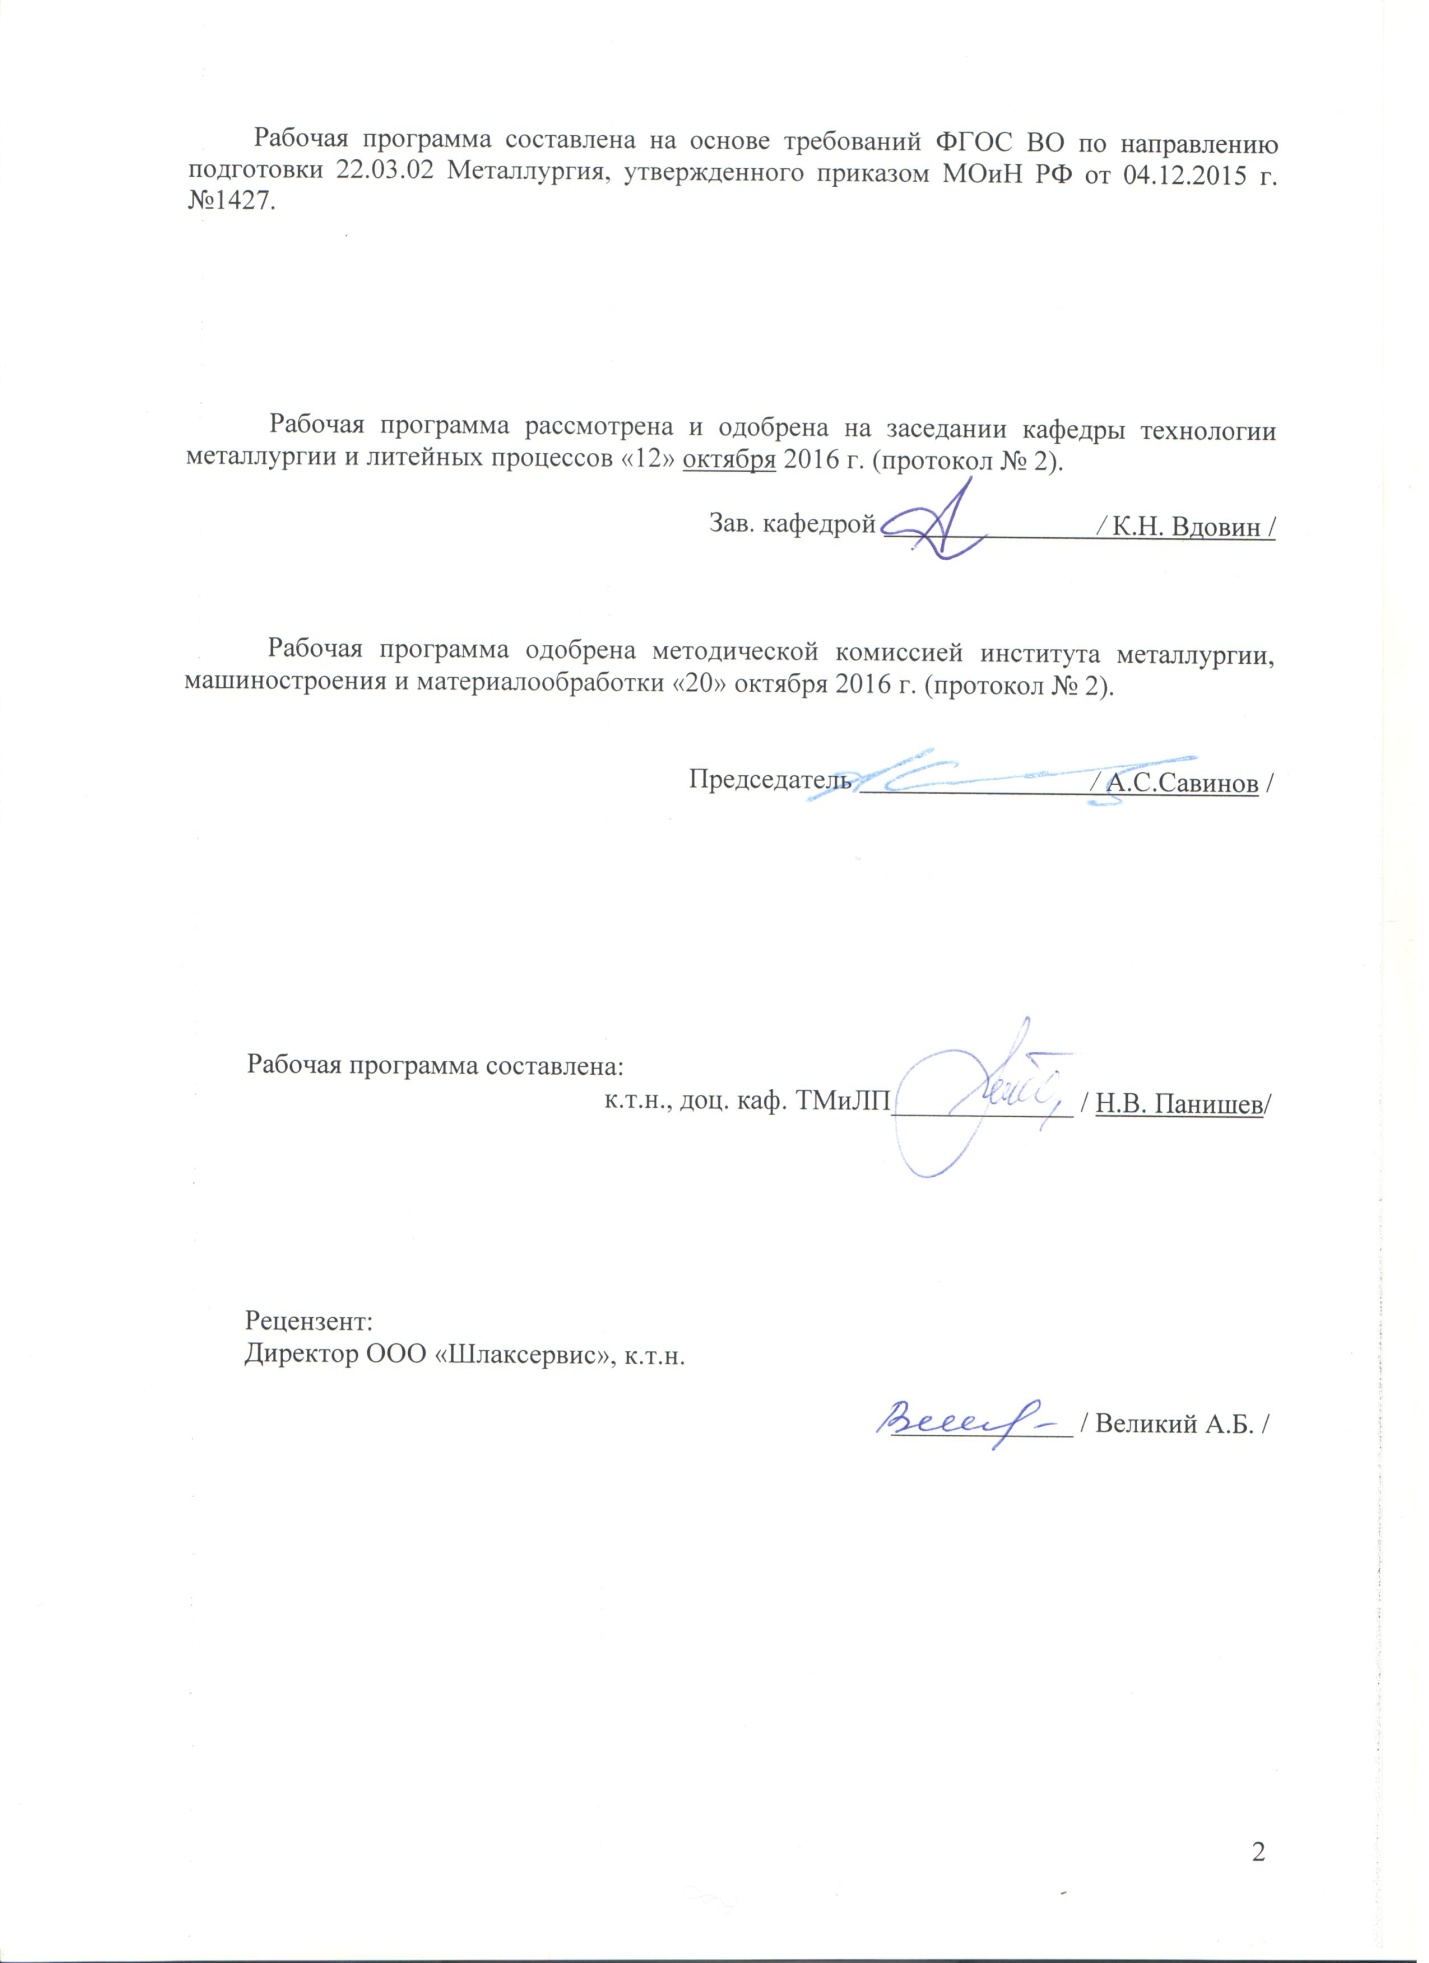 Рабочая программа составлена на основе требований ФГОС ВО по направлению
подготовки 22.03.02 Металлургия, утвержденного приказом МОиН РФ от 04.12.2015 г.
№1427.
Рабочая программа рассмотрена и одобрена на заседании кафедры технологии
металлургии и литейных процессов «12» октября 2016 г. (протокол № 2).
Зав. кафедрой / К.Н. Вдовин /
Рабочая программа одобрена методической комиссией института металлургии,
машиностроения и материалообработки «20» октября 2016 г. (протокол № 2).
Председатель / А.С.Савинов /
Рабочая программа составлена:
к.т.н., доц. каф. ТМиЛП / Н.В. Панишев/
Рецензент:
Директор ООО «Шлаксервис», к.т.н.
/ Великий А.Б. /
2